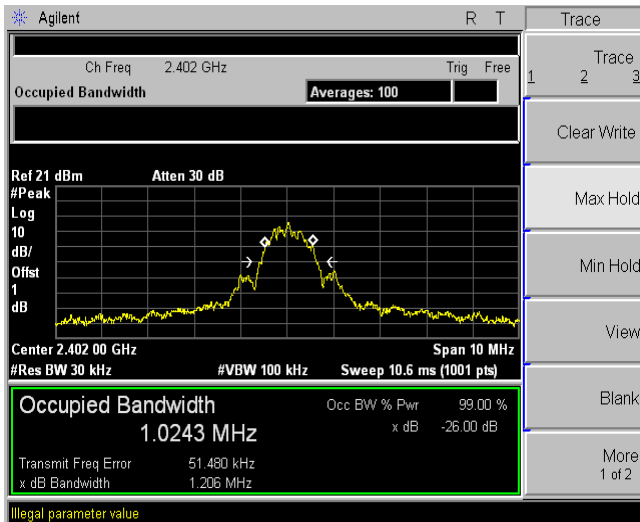 Agilent R T Trace
Ch Freq 2.402 GHz Trig Free
Occupied Bandwidth Averages: 100
Trace
1 2 3
Clear Write
Max Hold
Min Hold
View
Blank
More
1 of 2
Ref 21 dBm Atten 30 dB
#Peak
Log
10
dB/
Offst
1
dB
Center 2.402 00 GHz Span 10 MHz
#Res BW 30 kHz #VBW 100 kHz Sweep 10.6 ms (1001 pts)
Occupied Bandwidth Occ BW % Pwr 99.00 %
1.0243 MHz x dB -26.00 dB
Transmit Freq Error 51.480 kHz
x dB Bandwidth 1.206 MHz
Illegal parameter value